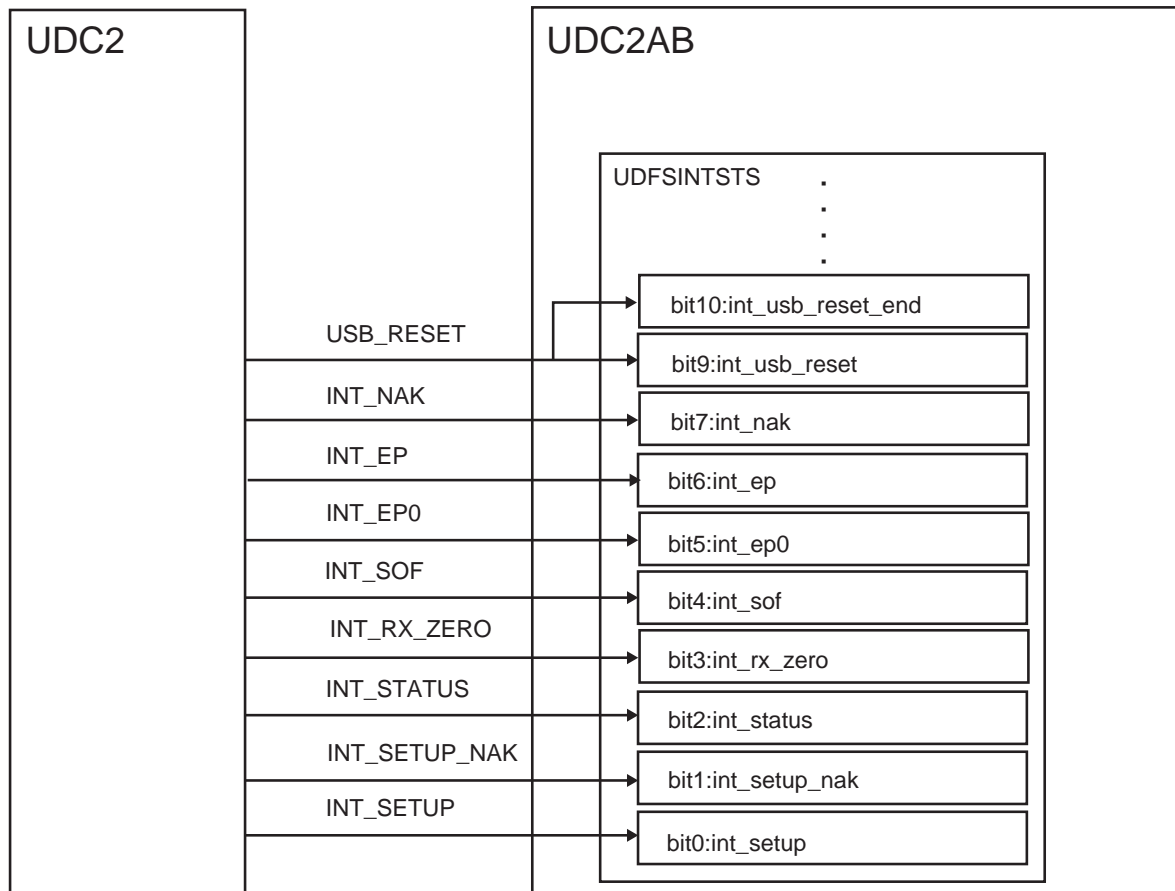 UDC2
UDC2AB
UDFSINTSTS
bit10:int_usb_reset_end
USB_RESET
bit9:int_usb_reset
INT_NAK
bit7:int_nak
INT_EP
bit6:int_ep
INT_EP0
bit5:int_ep0
INT_SOF
bit4:int_sof
INT_RX_ZERO
bit3:int_rx_zero
INT_STATUS
bit2:int_status
INT_SETUP_NAK
bit1:int_setup_nak
INT_SETUP
bit0:int_setup